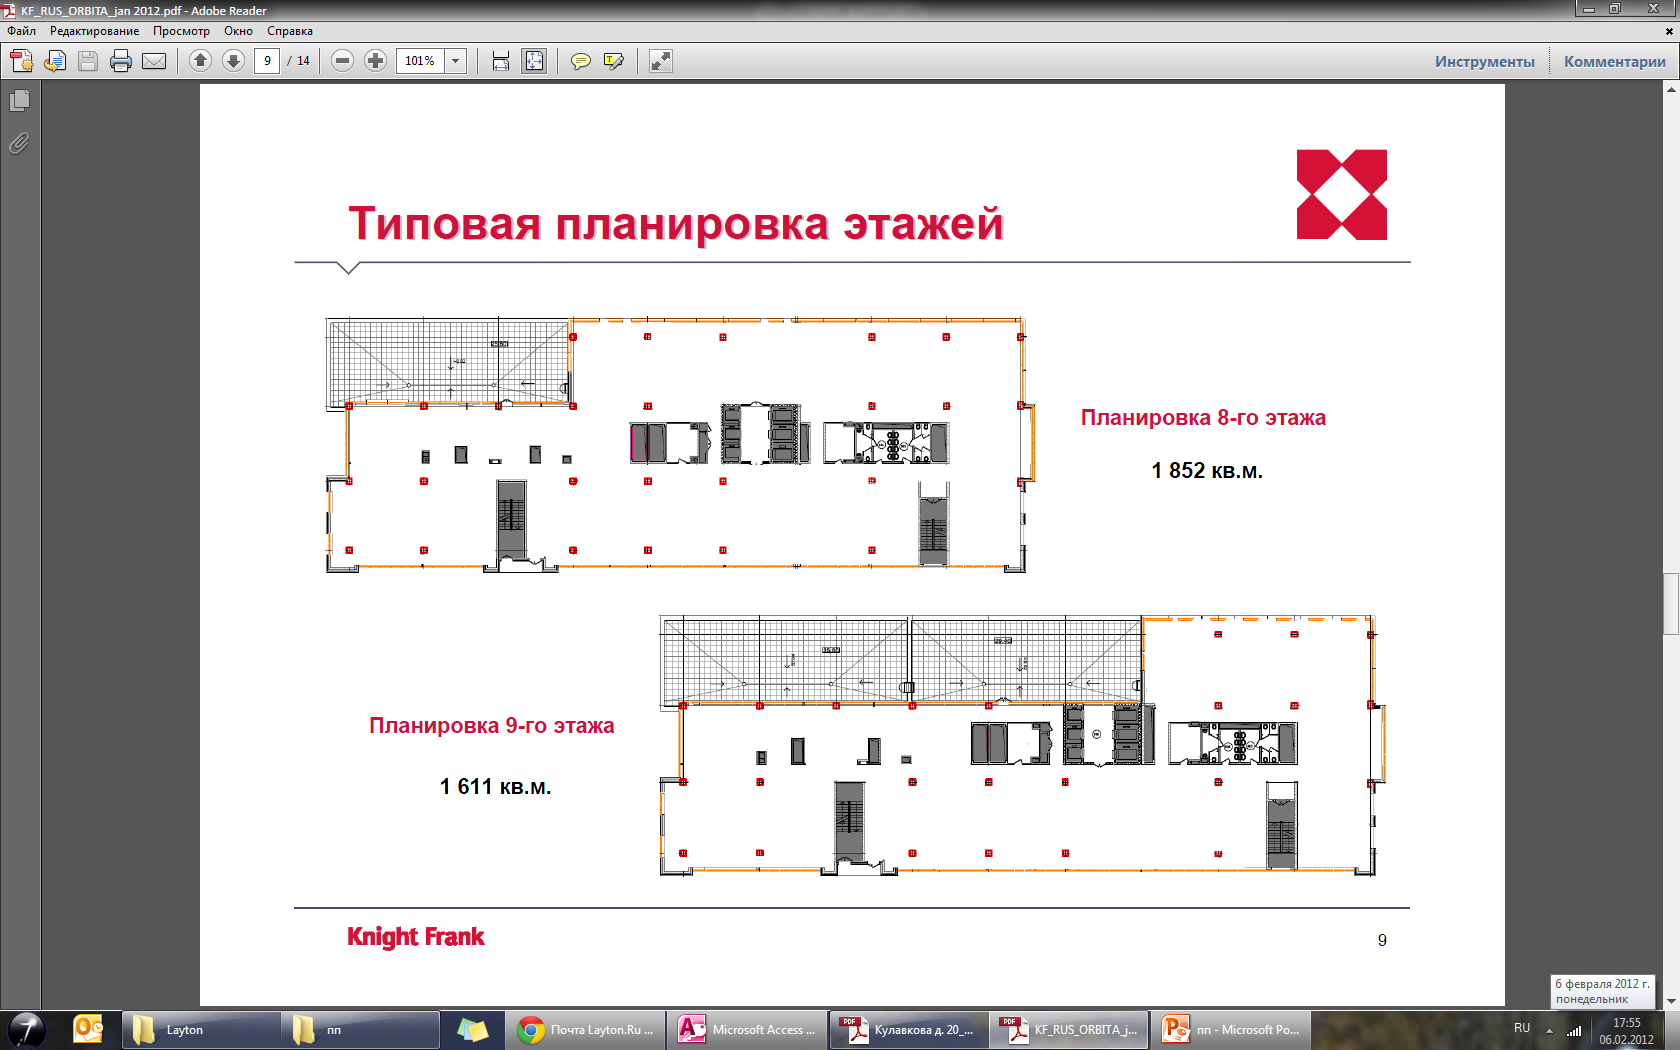 KF_RUS_ORBITA_jan 2012.pdf - Adobe Reader
Файл Редактирование Просмотр Окно Справка
9 / 14 101% Инструменты Комментарии
Типовая планировка этажей
Планировка 8-го этажа
1 852 кв.м.
Планировка 9-го этажа
1 611 кв.м.
Knight Frank
9
6 февраля 2012 г.
понедельник
Layton
пп
Почта Layton.Ru ...
Microsoft Access ...
Кулавкова д. 20_...
KF_RUS_ORBITA_j...
пп - Microsoft Po...
RU
17:55
06.02.2012